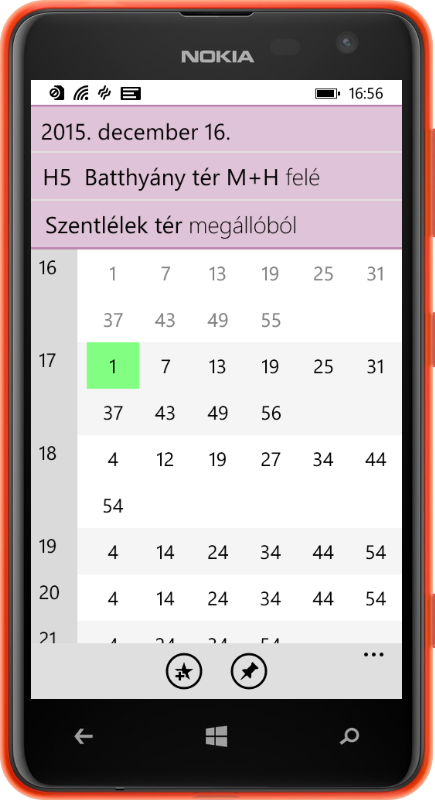 NOKIA
16:56
2015. december 16.
H5 Batthyány tér M+H felé
Szentlélek tér megállóból
16 1 7 13 19 25 31
37 43 49 55
17 1 7 13 19 25 31
37 43 49 56
18 4 12 19 27 34 44
54
19 4 14 24 34 44 54
20 4 14 24 34 44 54
21 4 24 34 54